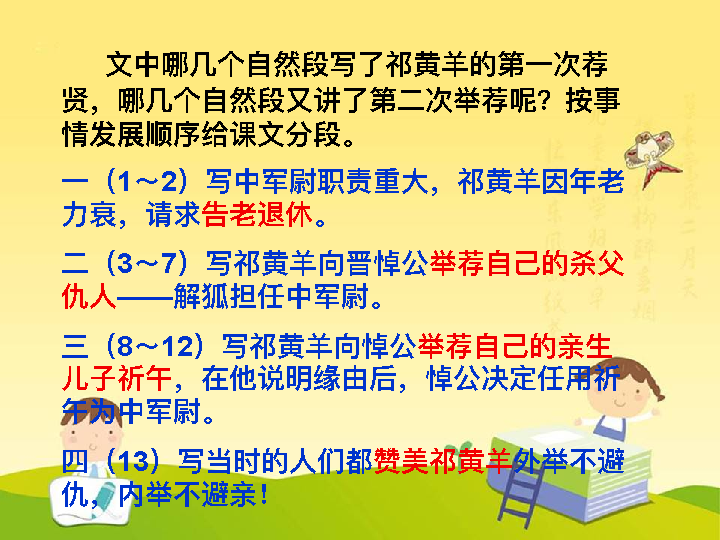 文中哪几个自然段写了祁黄羊的第一次荐
贤，哪几个自然段又讲了第二次举荐呢？按事
情发展顺序给课文分段。
一（1～2）写中军尉职责重大，祁黄羊因年老
力衰，请求告老退休。
二（3～7）写祁黄羊向晋悼公举荐自己的杀父
仇人——解狐担任中军尉。
三（8～12）写祁黄羊向悼公举荐自己的亲生
儿子祈午，在他说明缘由后，悼公决定任用祈
午为中军尉。
四（13）写当时的人们都赞美祁黄羊外举不避
仇，内举不避亲！